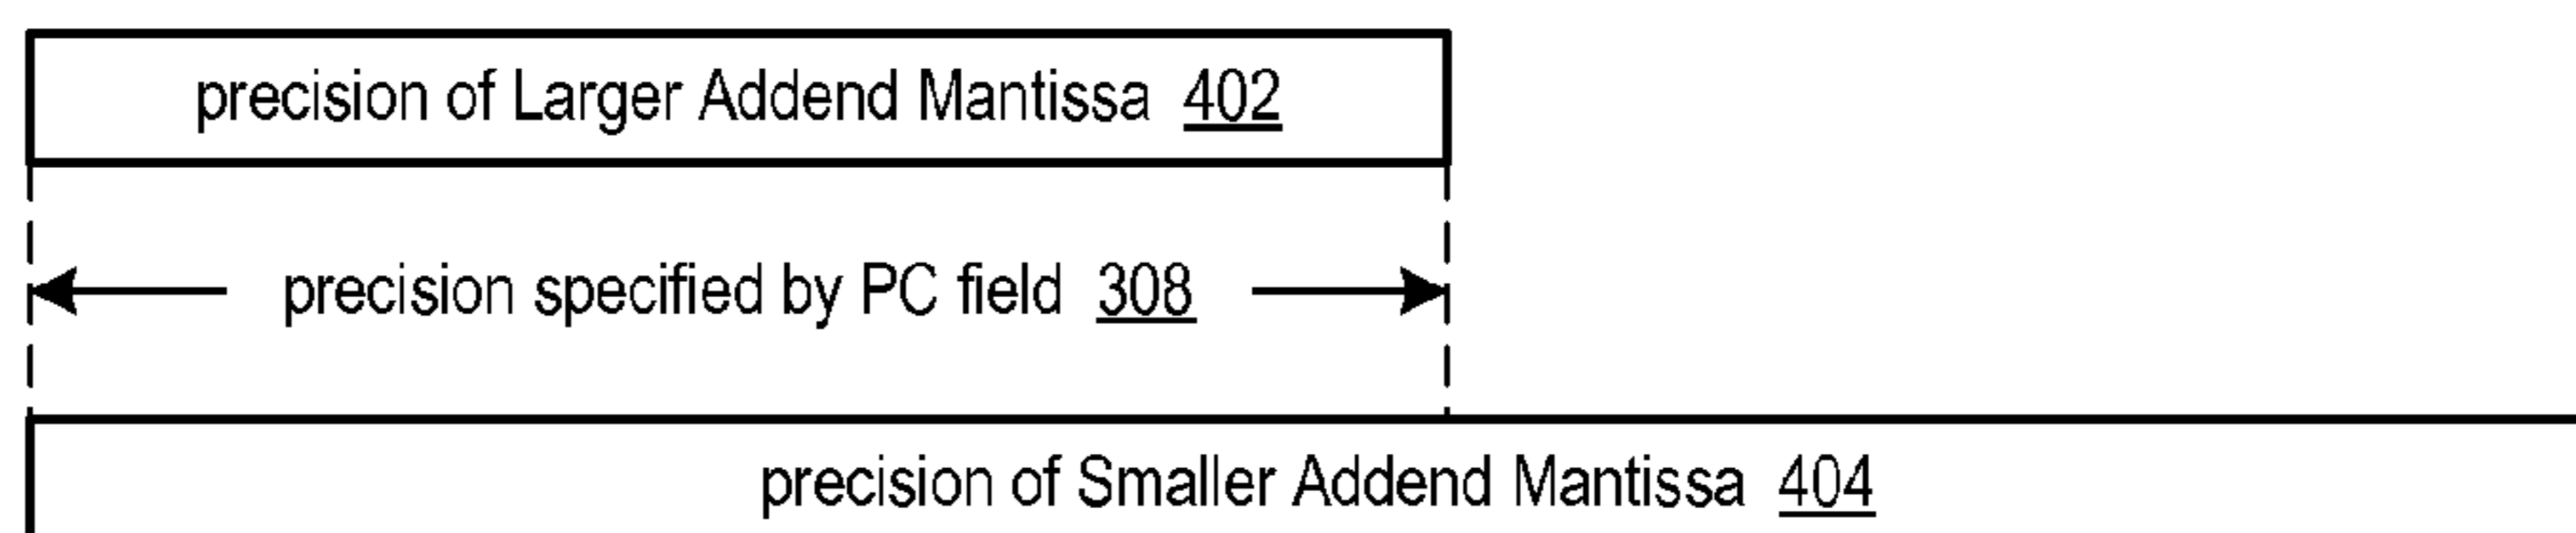 precision of Larger Addend Mantissa 402
precision specified by PC field 308
precision of Smaller Addend Mantissa 404